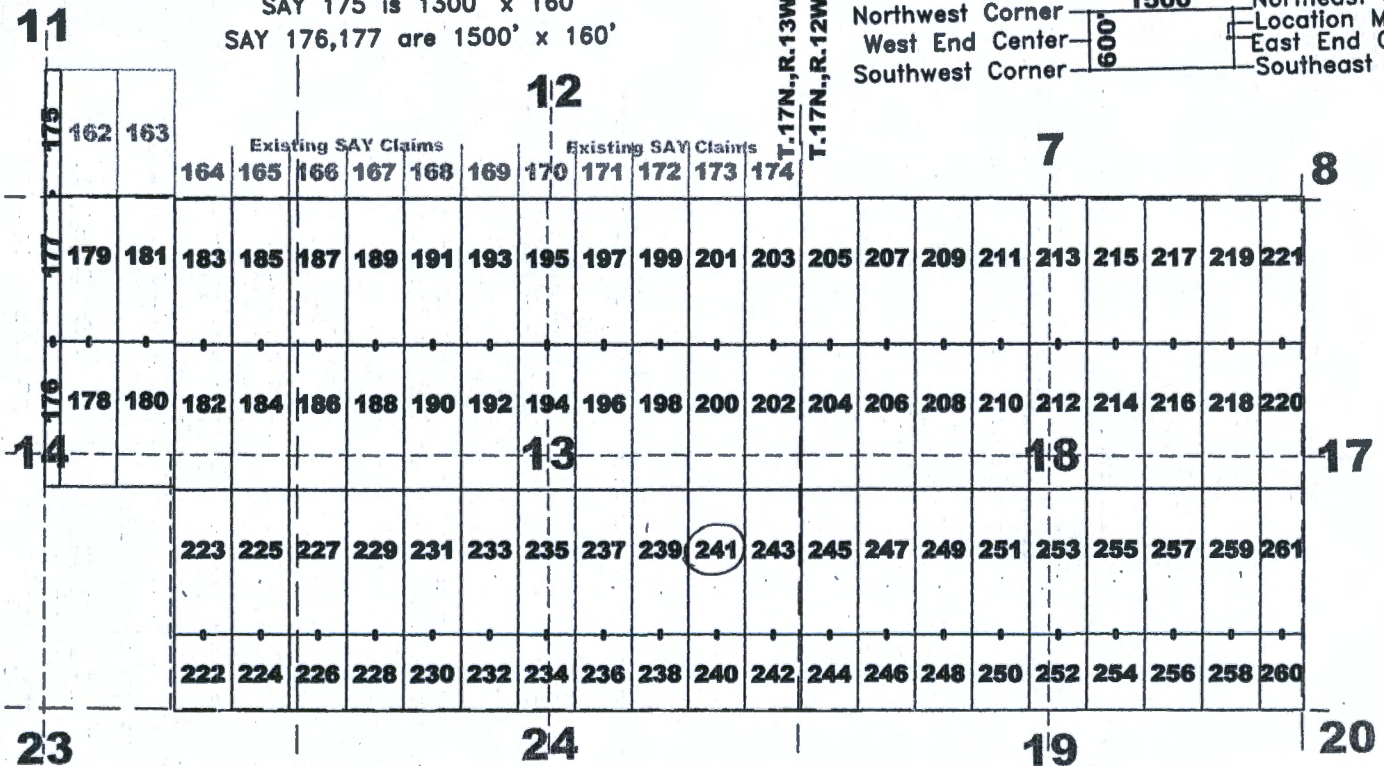 SAY 175 is 1300' x 160'
SAY 176,177 are 1500' x 160'
T.17N.,R.13W
T.17N.,R.12W
Northwest Corner
West End Center
Southwest Corner
1500'
600'
Location
East End
Southeast
11
12
7
8
Existing SAY Claims
Existing SAY Claims
175 162 163
164 165 166 167 168 169 170 171 172 173 174
177 179 181 183 185 187 189 191 193 195 197 199 201 203 205 207 209 211 213 215 217 219 221
176 178 180 182 184 186 188 190 192 194 196 198 200 202 204 206 208 210 212 214 216 218 220
14 13 18 17
223 225 227 229 231 233 235 237 239 241 243 245 247 249 251 253 255 257 259 261
222 224 226 228 230 232 234 236 238 240 242 244 246 248 250 252 254 256 258 260
23 24 19 20